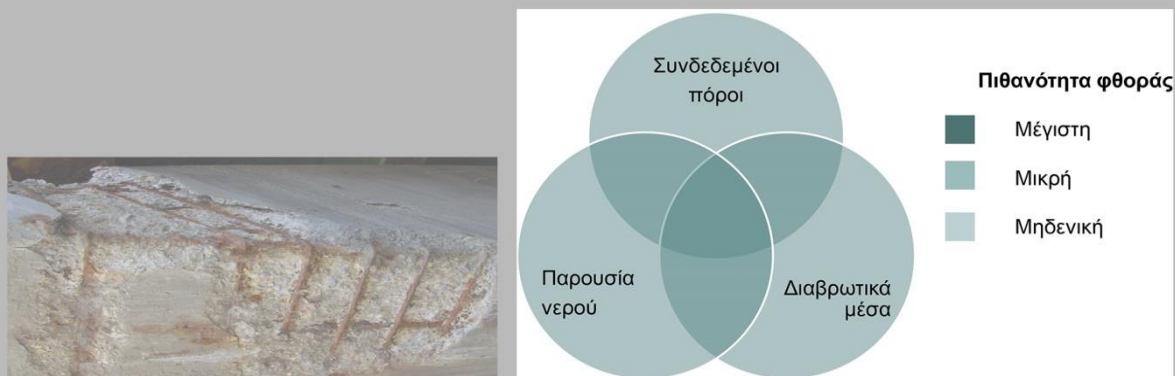 Συνδεδεμένοι
πόροι
Παρουσία
νερού
Διαβρωτικά
μέσα
Πιθανότητα φθοράς
Μέγιστη
Μικρή
Μηδενική